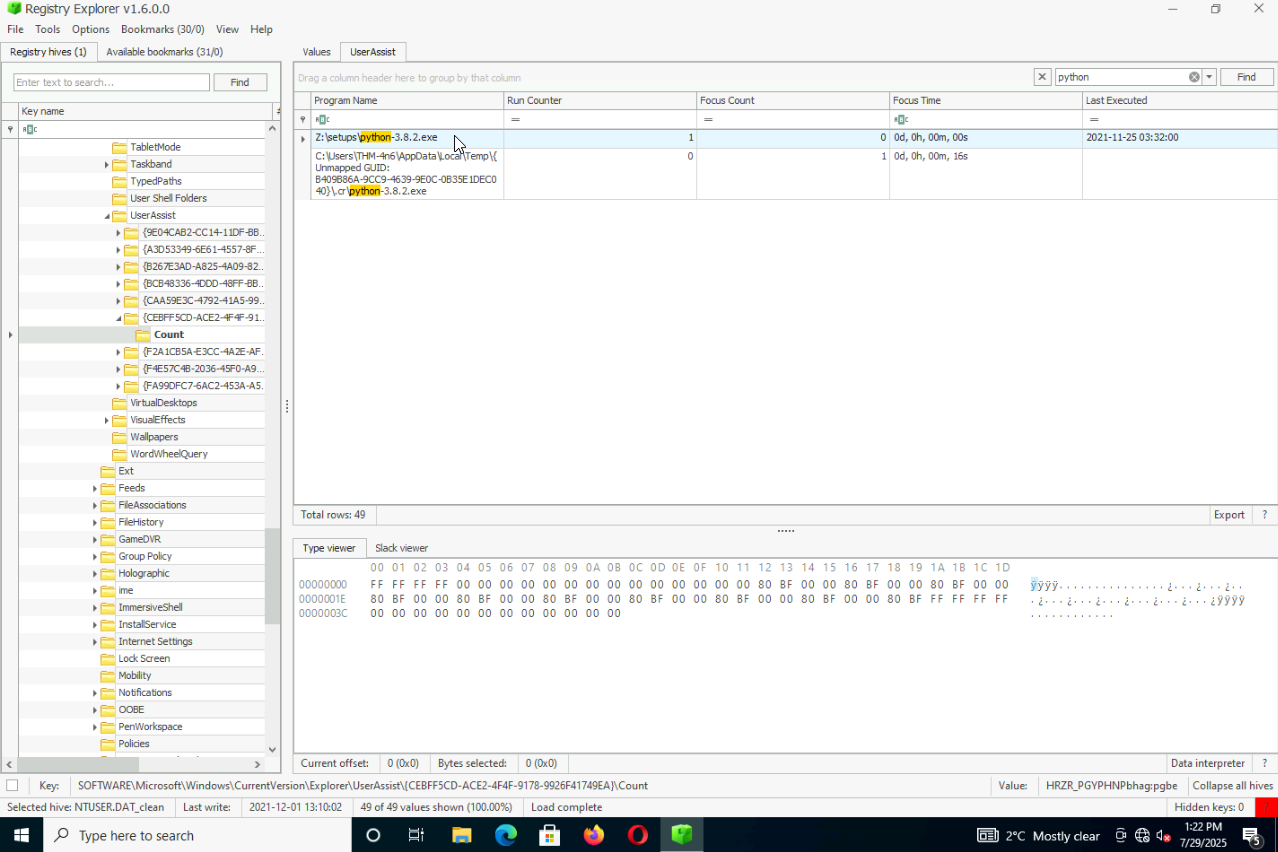 Registry Explorer v1.6.0.0
File Tools Options Bookmarks (30/0) View Help
Registry hives (1) Available bookmarks (31/0)
Enter text to search... Find
Key name
TabletMode
Taskband
TypedPaths
User Shell Folders
UserAssist
{9E04CAB2-CC14-11DF-BB...
{A3D53349-6E61-4557-8F...
{B267E3AD-A825-4A09-82...
{BCB48336-4DDD-48FF-BB...
{CAA59E3C-4792-41A5-99...
{CEBFF5CD-ACE2-4F4F-91...
Count
{F2A1CB5A-E3CC-4A2E-AF...
{F4E57C4B-2036-45F0-A9...
{FA99DFC7-6AC2-453A-A5...
VirtualDesktops
VisualEffects
Wallpapers
WordWheelQuery
Ext
Feeds
FileAssociations
FileHistory
GameDVR
Group Policy
Holographic
ime
ImmersiveShell
InstallService
Internet Settings
Lock Screen
Mobility
Notifications
OOBE
PenWorkspace
Policies
Values UserAssist
Drag a column header here to group by that column
python Find
Program Name Run Counter Focus Count Focus Time Last Executed
= = =
Z:\setups\python-3.8.2.exe 1 0 0d, 0h, 00m, 00s 2021-11-25 03:32:00
C:\Users\THM-4n6\AppData\Local\Temp\{ 0 1 0d, 0h, 00m, 16s
Unmapped GUID:
B409B86A-9CC9-4639-9E0C-0B35E1DEC0
40}\.cr\python-3.8.2.exe
Total rows: 49 Export ?
Type viewer Slack viewer
00 01 02 03 04 05 06 07 08 09 0A 0B 0C 0D 0E 0F 10 11 12 13 14 15 16 17 18 19 1A 1B 1C 1D
00000000 FF FF FF FF 00 00 00 00 00 00 00 00 00 00 00 00 00 00 80 BF 00 00 80 BF 00 00 80 BF 00 00 ÿÿÿÿ...............¿...¿...¿..
0000001E 80 BF 00 00 80 BF 00 00 80 BF 00 00 80 BF 00 00 80 BF 00 00 80 BF 00 00 80 BF FF FF FF FF .¿...¿...¿...¿...¿...¿...¿ÿÿÿÿ
0000003C 00 00 00 00 00 00 00 00 00 00 00 00 ............
Current offset: 0 (0x0) Bytes selected: 0 (0x0) Data interpreter ?
Key: SOFTWARE\Microsoft\Windows\CurrentVersion\Explorer\UserAssist\{CEBFF5CD-ACE2-4F4F-9178-9926F41749EA}\Count Value: HRZR_PGYPHNPbhag:pgbe Collapse all hives
Selected hive: NTUSER.DAT_clean Last write: 2021-12-01 13:10:02 49 of 49 values shown (100.00%) Load complete Hidden keys: 0 ?
Type here to search 2°C Mostly clear 1:22 PM
7/29/2025 5